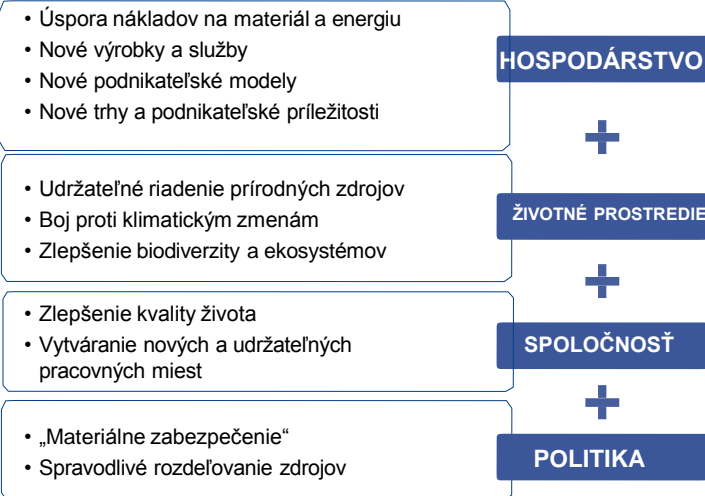 • Úspora nákladov na materiál a energiu
• Nové výrobky a služby
• Nové podnikateľské modely
• Nové trhy a podnikateľské príležitosti
HOSPODÁRSTVO
+
• Udržateľné riadenie prírodných zdrojov
• Boj proti klimatickým zmenám
• Zlepšenie biodiverzity a ekosystémov
ŽIVOTNÉ PROSTREDIE
+
• Zlepšenie kvality života
• Vytváranie nových a udržateľných
pracovných miest
SPOLOČNOSŤ
+
• „Materiálne zabezpečenie“
• Spravodlivé rozdeľovanie zdrojov
POLITIKA